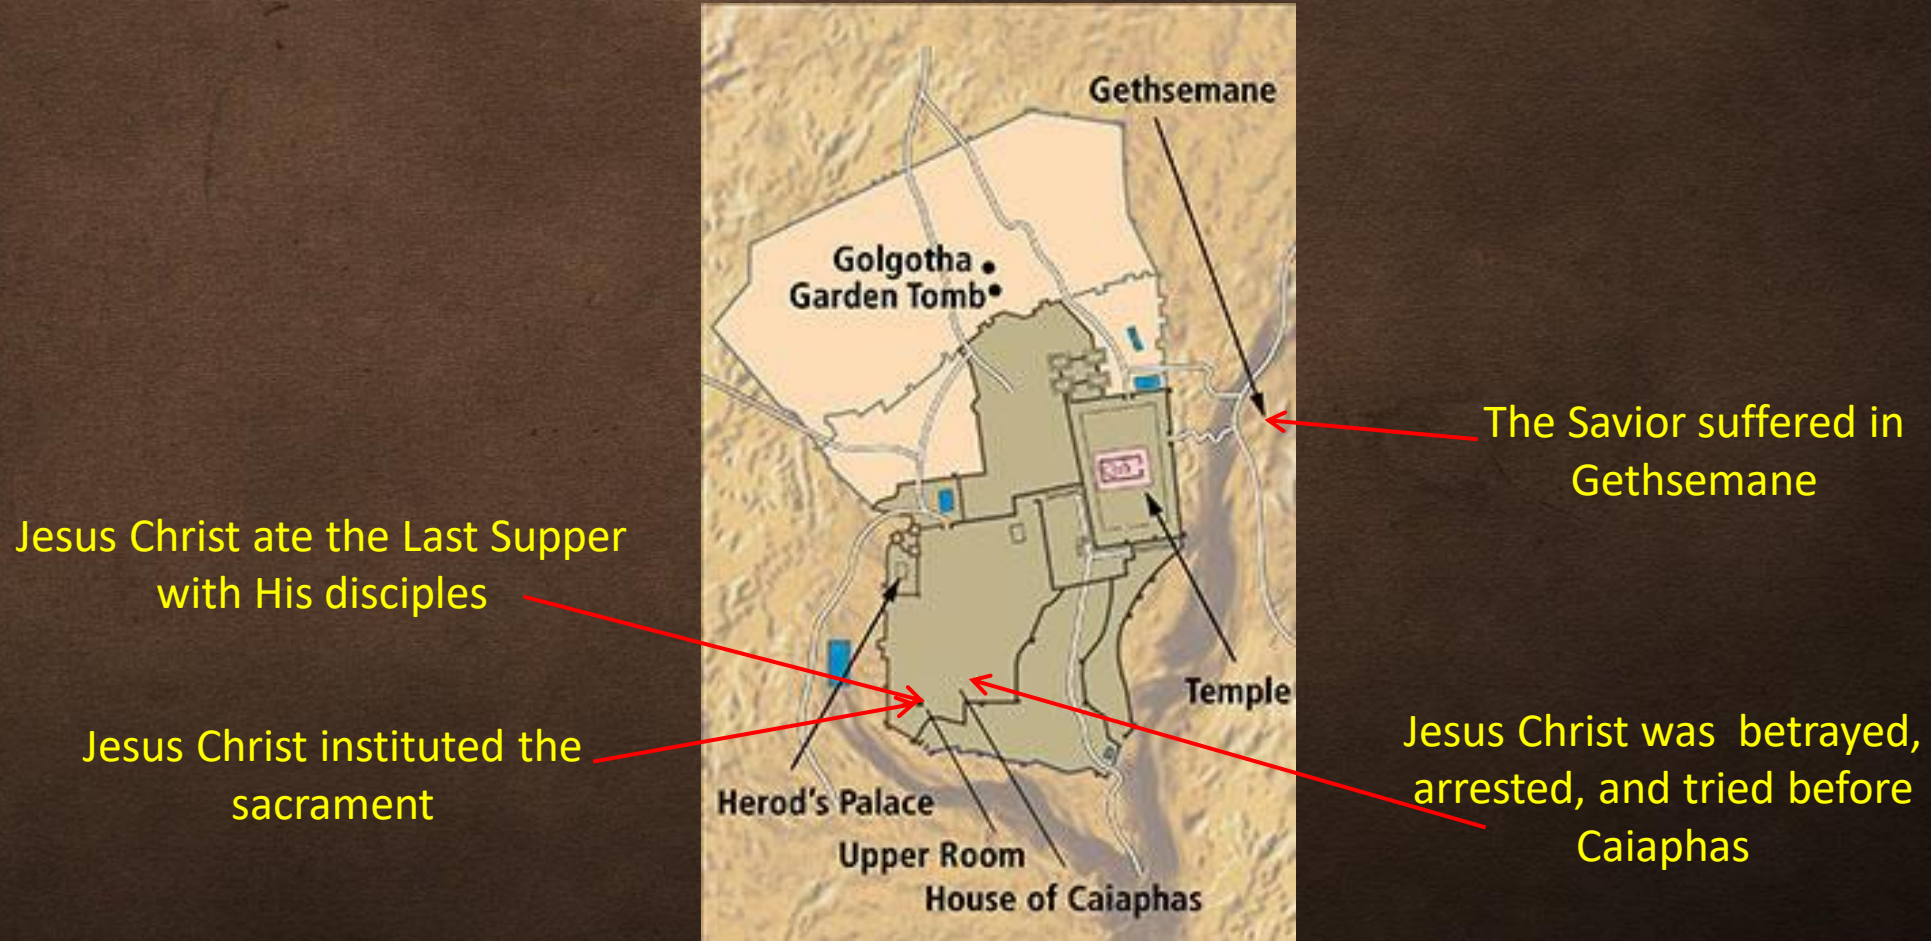 Gethsemane
Golgotha
Garden Tomb
The Savior suffered in
Gethsemane
Jesus Christ ate the Last Supper
with His disciples
Temple
Jesus Christ instituted the
sacrament
Jesus Christ was  betrayed,
arrested, and tried before
Caiaphas
Herod's Palace
Upper Room
House of Caiaphas